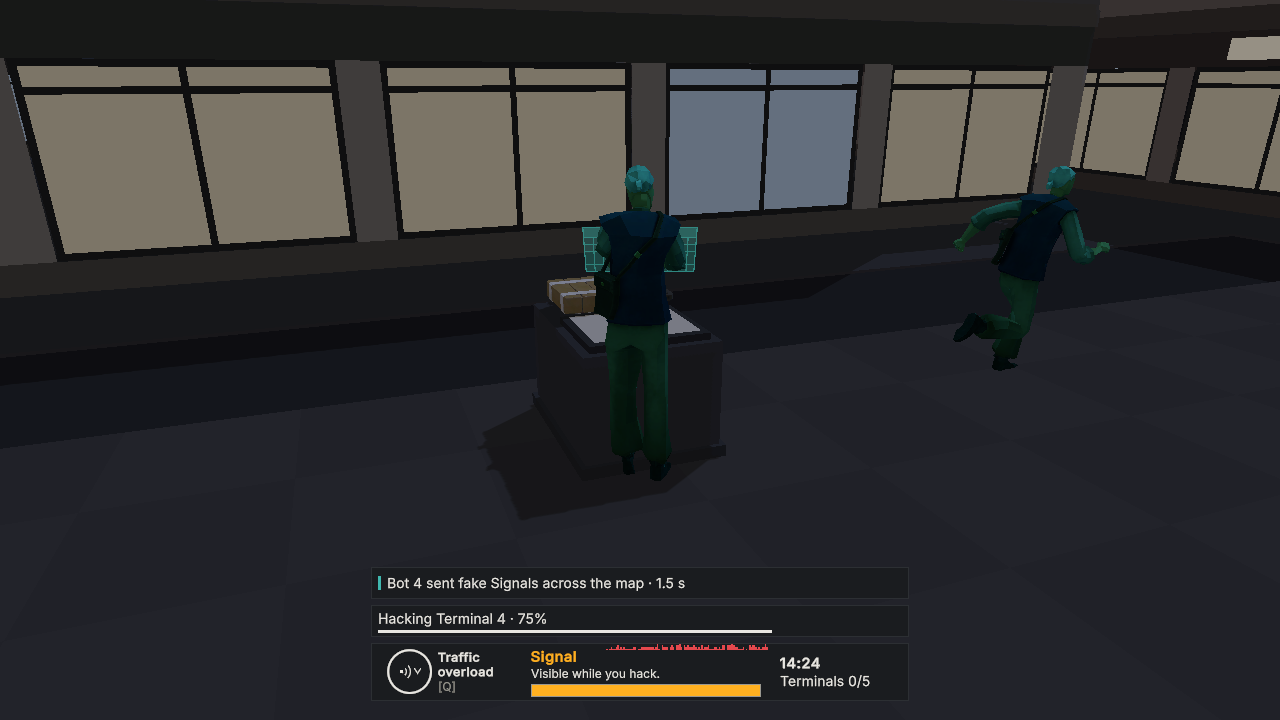 Bot 4 sent fake Signals across the map · 1.5 s
Hacking Terminal 4 · 75%
Traffic
overload
[Q]
Signal
Visible while you hack.
14:24
Terminals 0/5